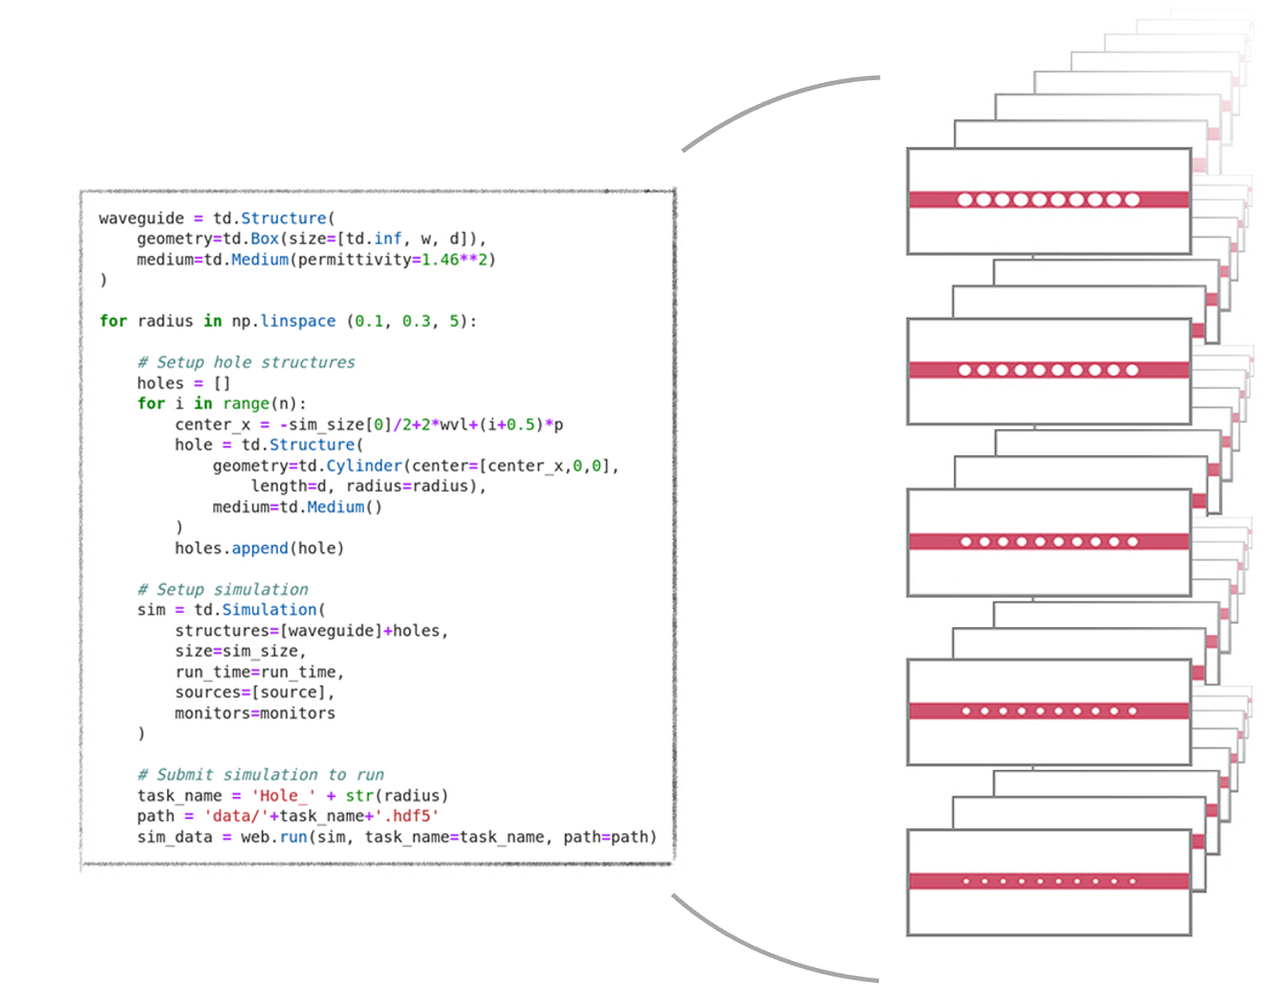 waveguide = td.Structure(
    geometry=td.Box(size=[td.inf, w, d]),
    medium=td.Medium(permittivity=1.46**2)
)
for radius in np.linspace (0.1, 0.3, 5):
    # Setup hole structures
    holes = []
    for i in range(n):
        center_x = -sim_size[0]/2+2*wvl+(i+0.5)*p
        hole = td.Structure(
            geometry=td.Cylinder(center=[center_x,0,0],
                length=d, radius=radius),
            medium=td.Medium()
        )
        holes.append(hole)
    # Setup simulation
    sim = td.Simulation(
        structures=[waveguide]+holes,
        size=sim_size,
        run_time=run_time,
        sources=[source],
        monitors=monitors
    )
    # Submit simulation to run
    task_name = 'Hole_' + str(radius)
    path = 'data/'+task_name+'.hdf5'
    sim_data = web.run(sim, task_name=task_name, path=path)